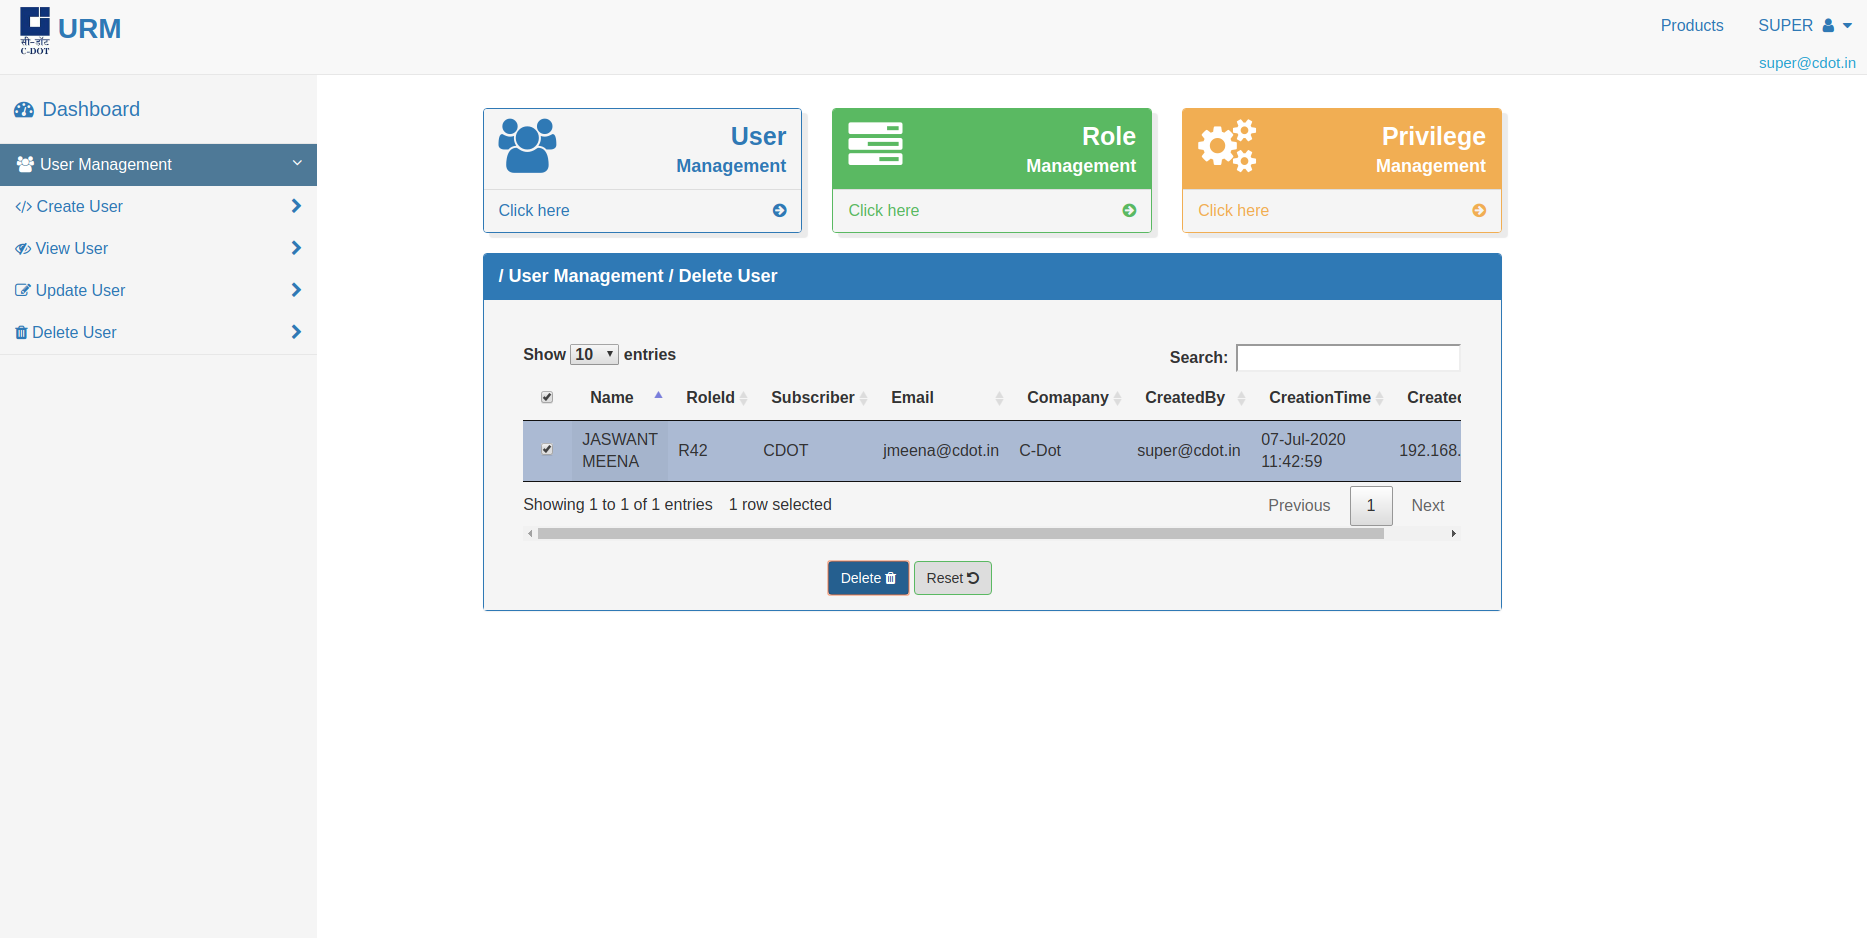 URM
सी-डॉट
C-DOT
Products
SUPER
super@cdot.in
Dashboard
User Management
Create User
View User
Update User
Delete User
User
Management
Click here
Role
Management
Click here
Privilege
Management
Click here
/ User Management / Delete User
Show 10 entries
Search:
Name RoleId Subscriber Email Comapany CreatedBy CreationTime Created
JASWANT MEENA R42 CDOT jmeena@cdot.in C-Dot super@cdot.in 07-Jul-2020 11:42:59 192.168.
Showing 1 to 1 of 1 entries 1 row selected
Previous 1 Next
Delete Reset